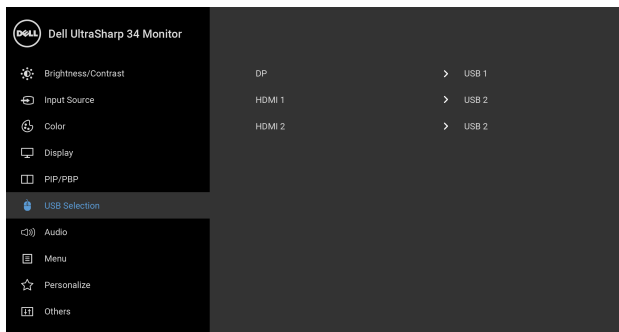 DELL Dell UltraSharp 34 Monitor
Brightness/Contrast
DP > USB 1
Input Source
HDMI 1 > USB 2
Color
HDMI 2 > USB 2
Display
PIP/PBP
USB Selection
Audio
Menu
Personalize
Others